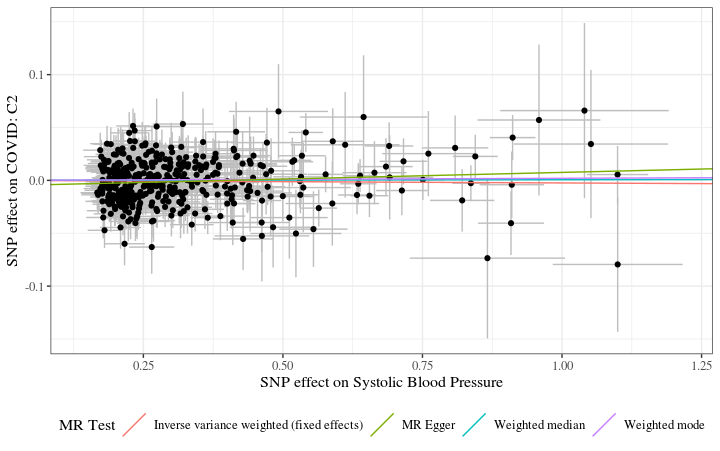 SNP effect on COVID: C2
0.1
0.0
-0.1
0.25 0.50 0.75 1.00 1.25
SNP effect on Systolic Blood Pressure
MR Test Inverse variance weighted (fixed effects) MR Egger Weighted median Weighted mode